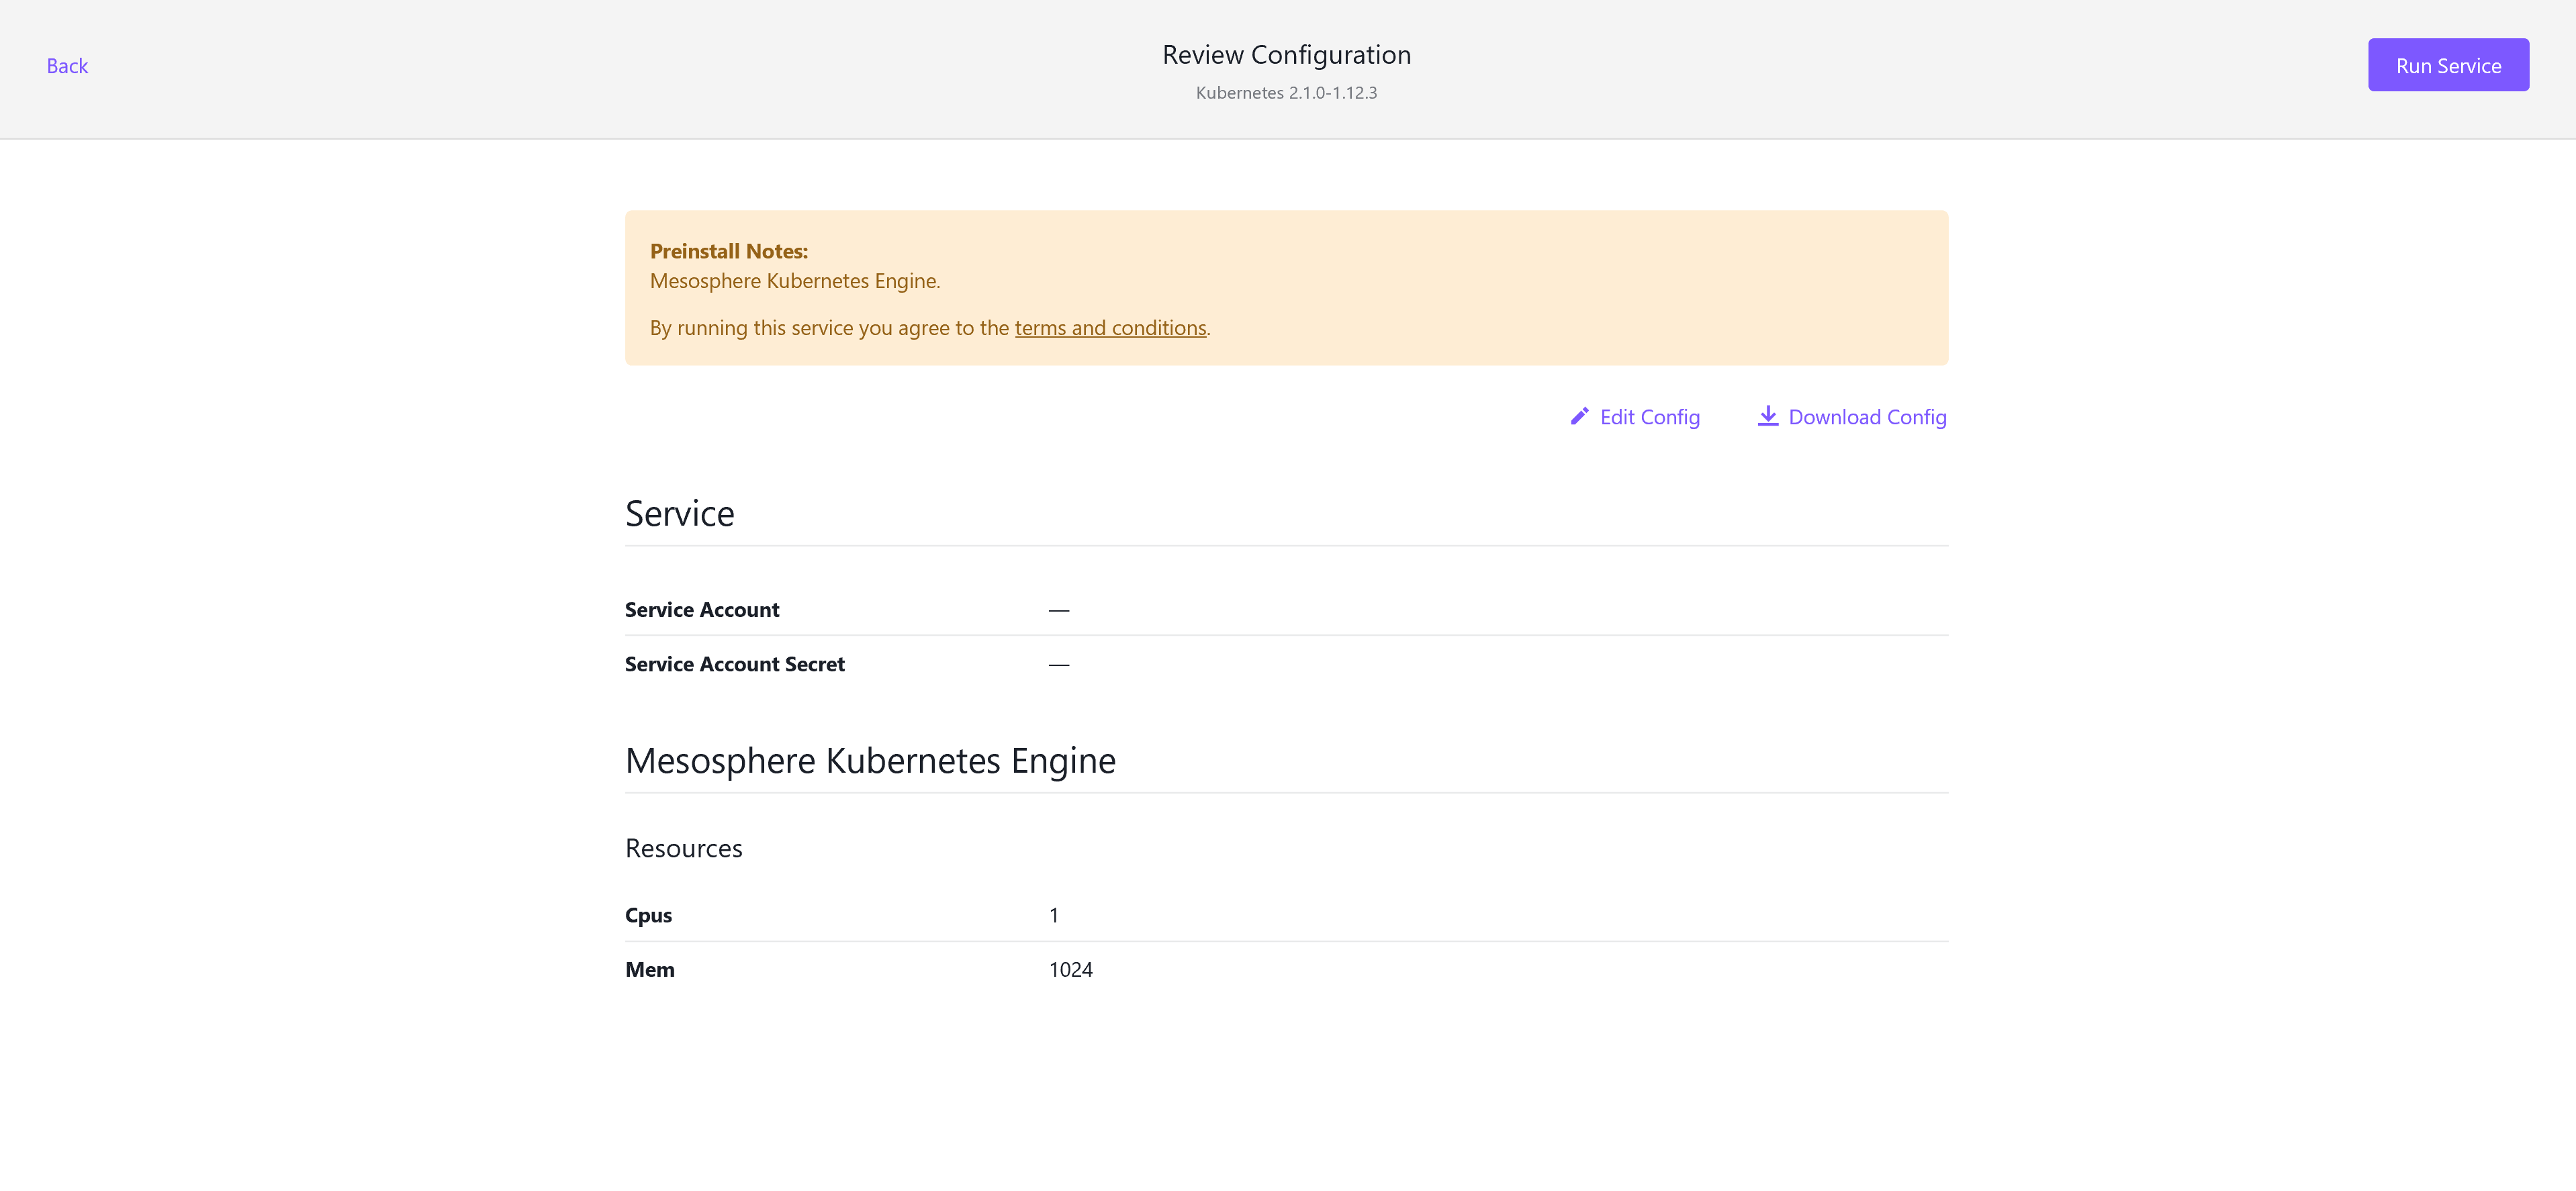 Back
Review Configuration
Kubernetes 2.1.0-1.12.3
Run Service
Preinstall Notes:
Mesosphere Kubernetes Engine.
By running this service you agree to the terms and conditions.
Edit Config
Download Config
Service
Service Account —
Service Account Secret —
Mesosphere Kubernetes Engine
Resources
Cpus 1
Mem 1024